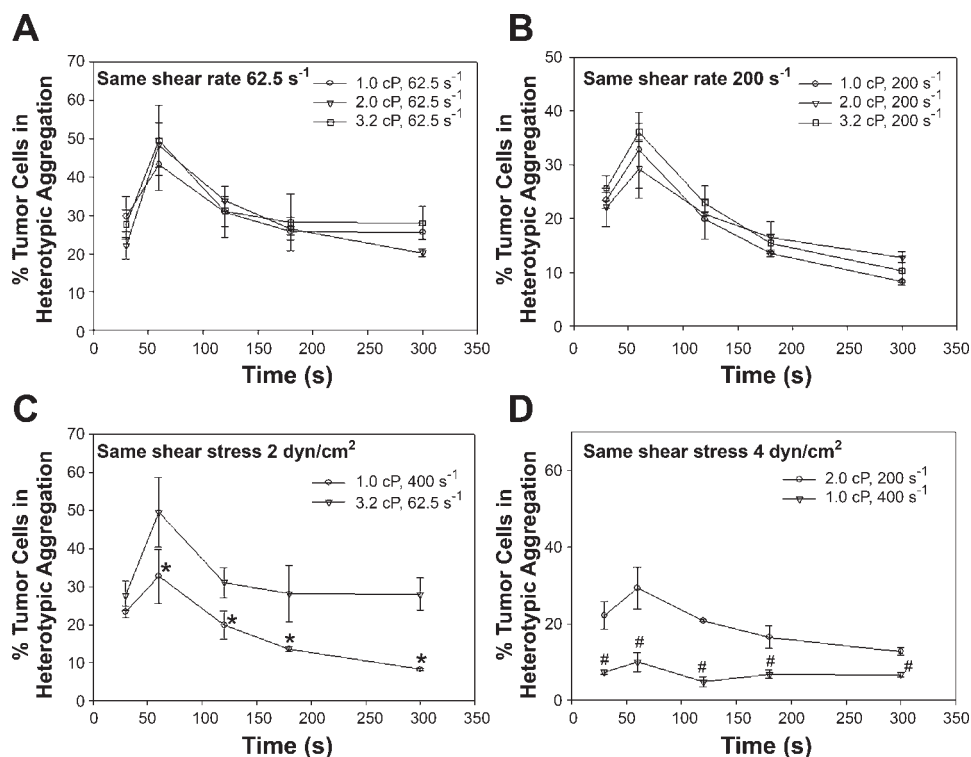 A
Same shear rate 62.5 s⁻¹
1.0 cP, 62.5 s⁻¹
2.0 cP, 62.5 s⁻¹
3.2 cP, 62.5 s⁻¹
% Tumor Cells in
Heterotypic Aggregation
70
60
50
40
30
20
10
0
0 50 100 150 200 250 300 350
Time (s)
B
Same shear rate 200 s⁻¹
1.0 cP, 200 s⁻¹
2.0 cP, 200 s⁻¹
3.2 cP, 200 s⁻¹
% Tumor Cells in
Heterotypic Aggregation
50
40
30
20
10
0
0 50 100 150 200 250 300 350
Time (s)
C
Same shear stress 2 dyn/cm²
1.0 cP, 400 s⁻¹
3.2 cP, 62.5 s⁻¹
% Tumor Cells in
Heterotypic Aggregation
70
60
50
40
30
20
10
0
* * * *
0 50 100 150 200 250 300 350
Time (s)
D
Same shear stress 4 dyn/cm²
2.0 cP, 200 s⁻¹
1.0 cP, 400 s⁻¹
% Tumor Cells in
Heterotypic Aggregation
60
40
20
0
# # # # #
0 50 100 150 200 250 300 350
Time (s)